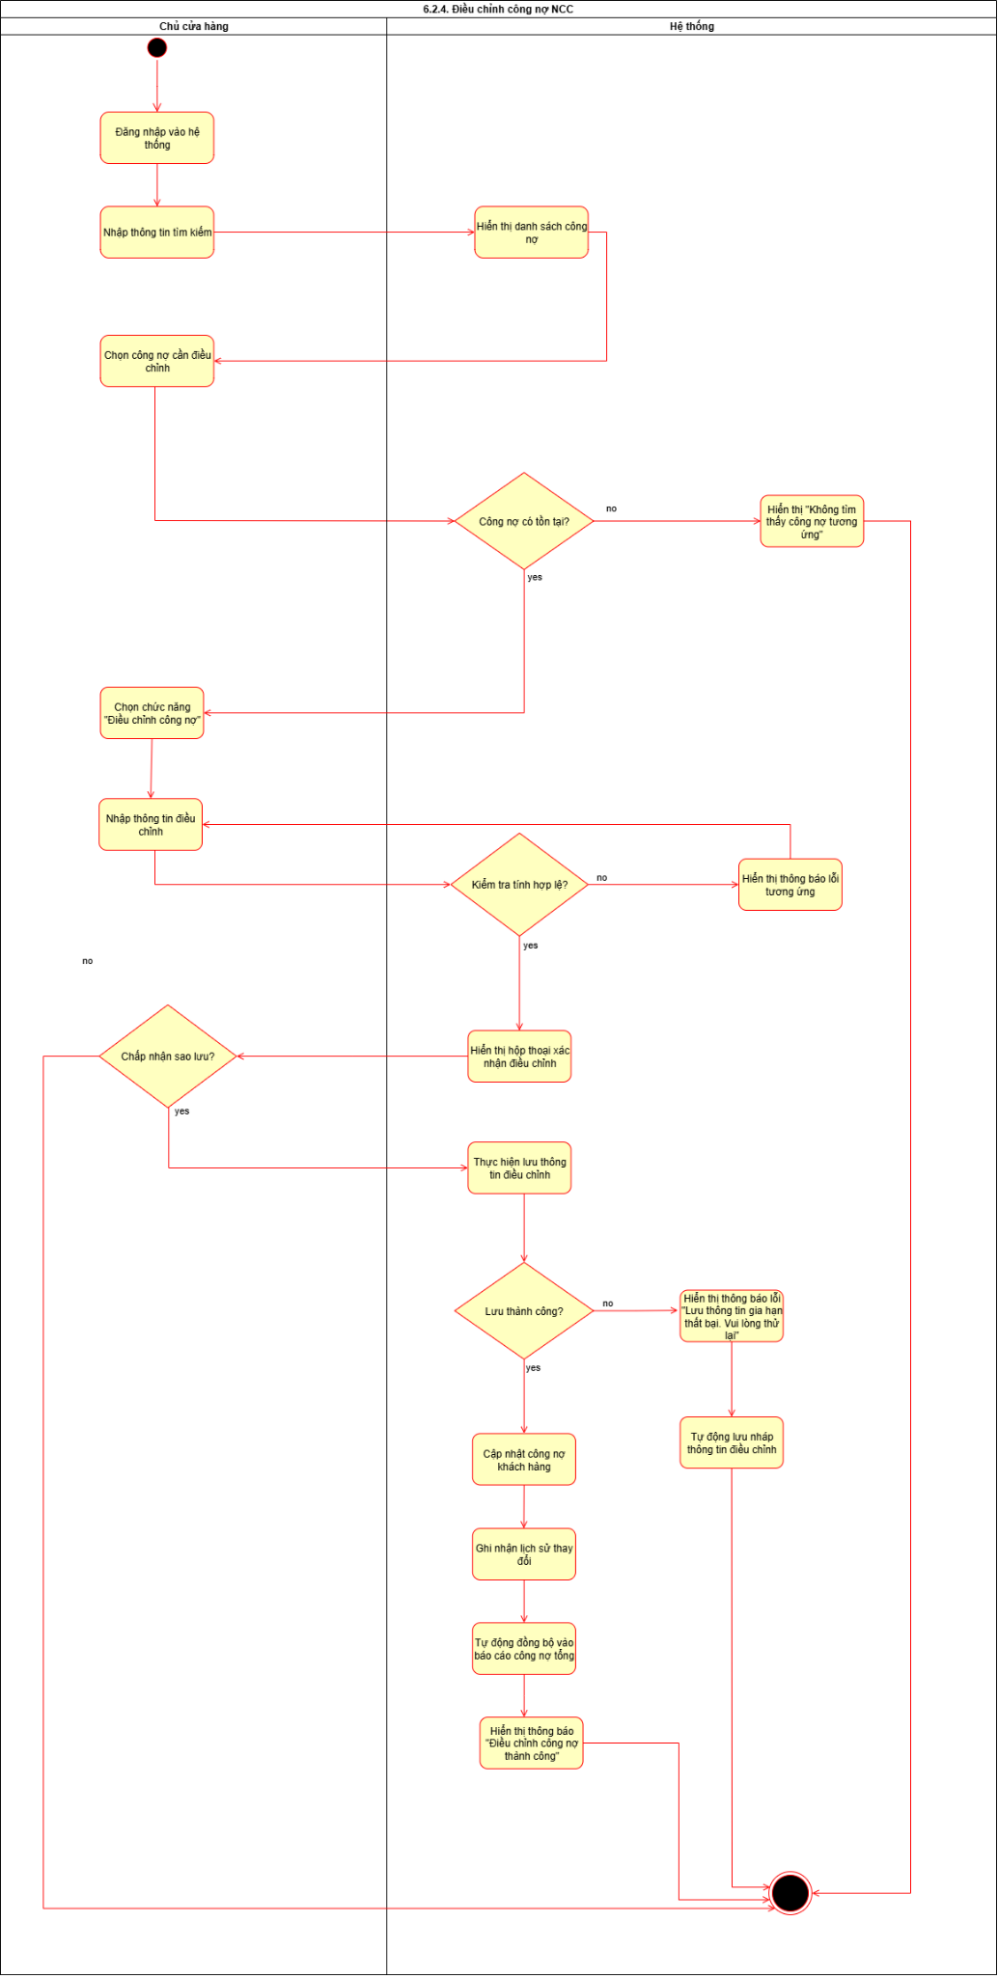 6.2.4. Điều chỉnh công nợ NCC
Chủ cửa hàng
Hệ thống
Đăng nhập vào hệ
thống
Nhập thông tin tìm kiếm
Hiển thị danh sách công
nợ
Chọn công nợ cần điều
chỉnh
Công nợ có tồn tại?
no
Hiển thị "Không tìm
thấy công nợ tương
ứng"
yes
Chọn chức năng
"Điều chỉnh công nợ"
Nhập thông tin điều
chỉnh
Kiểm tra tính hợp lệ?
no
Hiển thị thông báo lỗi
tương ứng
yes
no
Chấp nhận sao lưu?
Hiển thị hộp thoại xác
nhận điều chỉnh
yes
Thực hiện lưu thông
tin điều chỉnh
Lưu thành công?
no
Hiển thị thông báo lỗi
"Lưu thông tin gia hạn
thất bại. Vui lòng thử
lại"
yes
Tự động lưu nháp
thông tin điều chỉnh
Cập nhật công nợ
khách hàng
Ghi nhận lịch sử thay
đổi
Tự động đồng bộ vào
báo cáo công nợ tổng
Hiển thị thông báo
"Điều chỉnh công nợ
thành công"